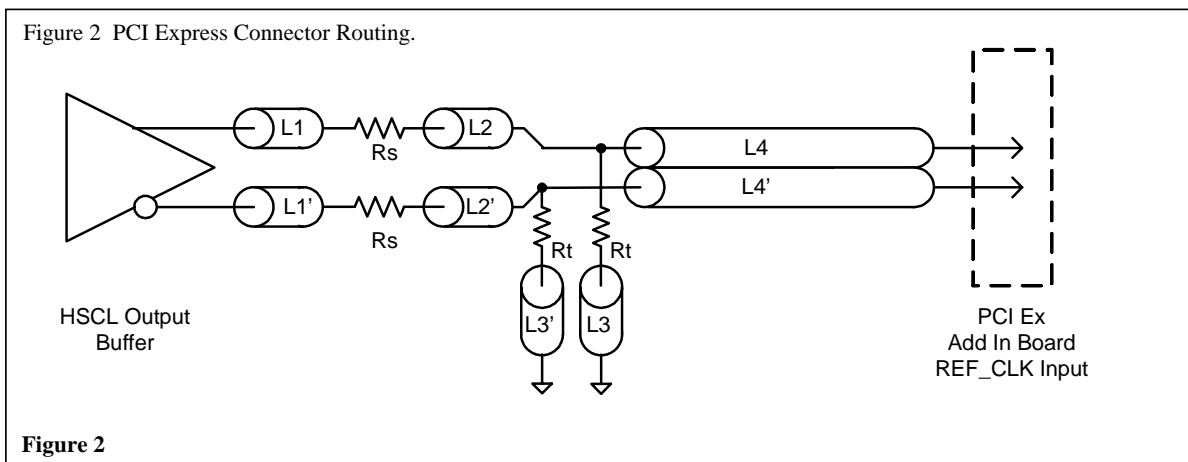 Figure 2  PCI Express Connector Routing.
L1
Rs
L2
L4
L4'
L1'
Rs
L2'
Rt
Rt
L3'
L3
HSCL Output
Buffer
PCI Ex
Add In Board
REF_CLK Input
Figure 2